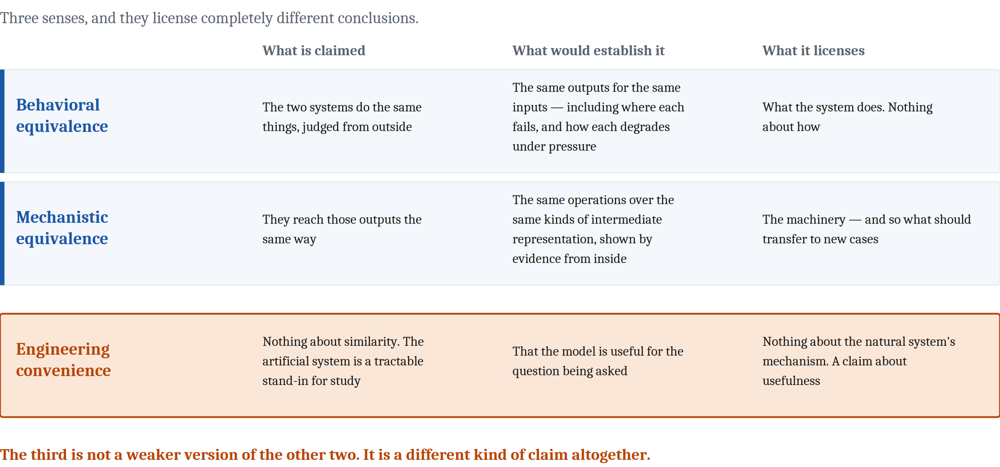 Three senses, and they license completely different conclusions.
What is claimed
What would establish it
What it licenses
Behavioral
equivalence
The two systems do the same
things, judged from outside
The same outputs for the same
inputs — including where each
fails, and how each degrades
under pressure
What the system does. Nothing
about how
Mechanistic
equivalence
They reach those outputs the
same way
The same operations over the
same kinds of intermediate
representation, shown by
evidence from inside
The machinery — and so what should
transfer to new cases
Engineering
convenience
Nothing about similarity. The
artificial system is a tractable
stand-in for study
That the model is useful for the
question being asked
Nothing about the natural system's
mechanism. A claim about
usefulness
The third is not a weaker version of the other two. It is a different kind of claim altogether.